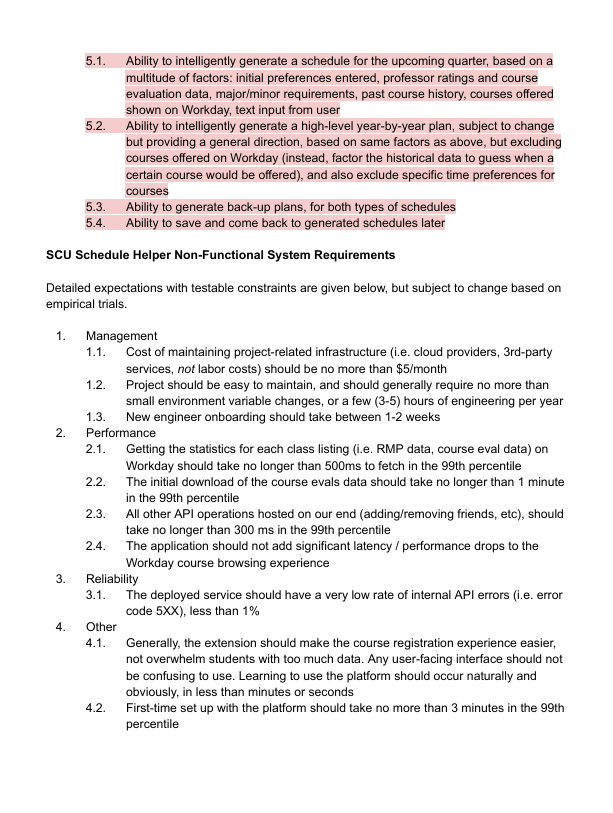 5.1. Ability to intelligently generate a schedule for the upcoming quarter, based on a
multitude of factors: initial preferences entered, professor ratings and course
evaluation data, major/minor requirements, past course history, courses offered
shown on Workday, text input from user
5.2. Ability to intelligently generate a high-level year-by-year plan, subject to change
but providing a general direction, based on same factors as above, but excluding
courses offered on Workday (instead, factor the historical data to guess when a
certain course would be offered), and also exclude specific time preferences for
courses
5.3. Ability to generate back-up plans, for both types of schedules
5.4. Ability to save and come back to generated schedules later
SCU Schedule Helper Non-Functional System Requirements
Detailed expectations with testable constraints are given below, but subject to change based on
empirical trials.
1. Management
1.1. Cost of maintaining project-related infrastructure (i.e. cloud providers, 3rd-party
services, not labor costs) should be no more than $5/month
1.2. Project should be easy to maintain, and should generally require no more than
small environment variable changes, or a few (3-5) hours of engineering per year
1.3. New engineer onboarding should take between 1-2 weeks
2. Performance
2.1. Getting the statistics for each class listing (i.e. RMP data, course eval data) on
Workday should take no longer than 500ms to fetch in the 99th percentile
2.2. The initial download of the course evals data should take no longer than 1 minute
in the 99th percentile
2.3. All other API operations hosted on our end (adding/removing friends, etc), should
take no longer than 300 ms in the 99th percentile
2.4. The application should not add significant latency / performance drops to the
Workday course browsing experience
3. Reliability
3.1. The deployed service should have a very low rate of internal API errors (i.e. error
code 5XX), less than 1%
4. Other
4.1. Generally, the extension should make the course registration experience easier,
not overwhelm students with too much data. Any user-facing interface should not
be confusing to use. Learning to use the platform should occur naturally and
obviously, in less than minutes or seconds
4.2. First-time set up with the platform should take no more than 3 minutes in the 99th
percentile